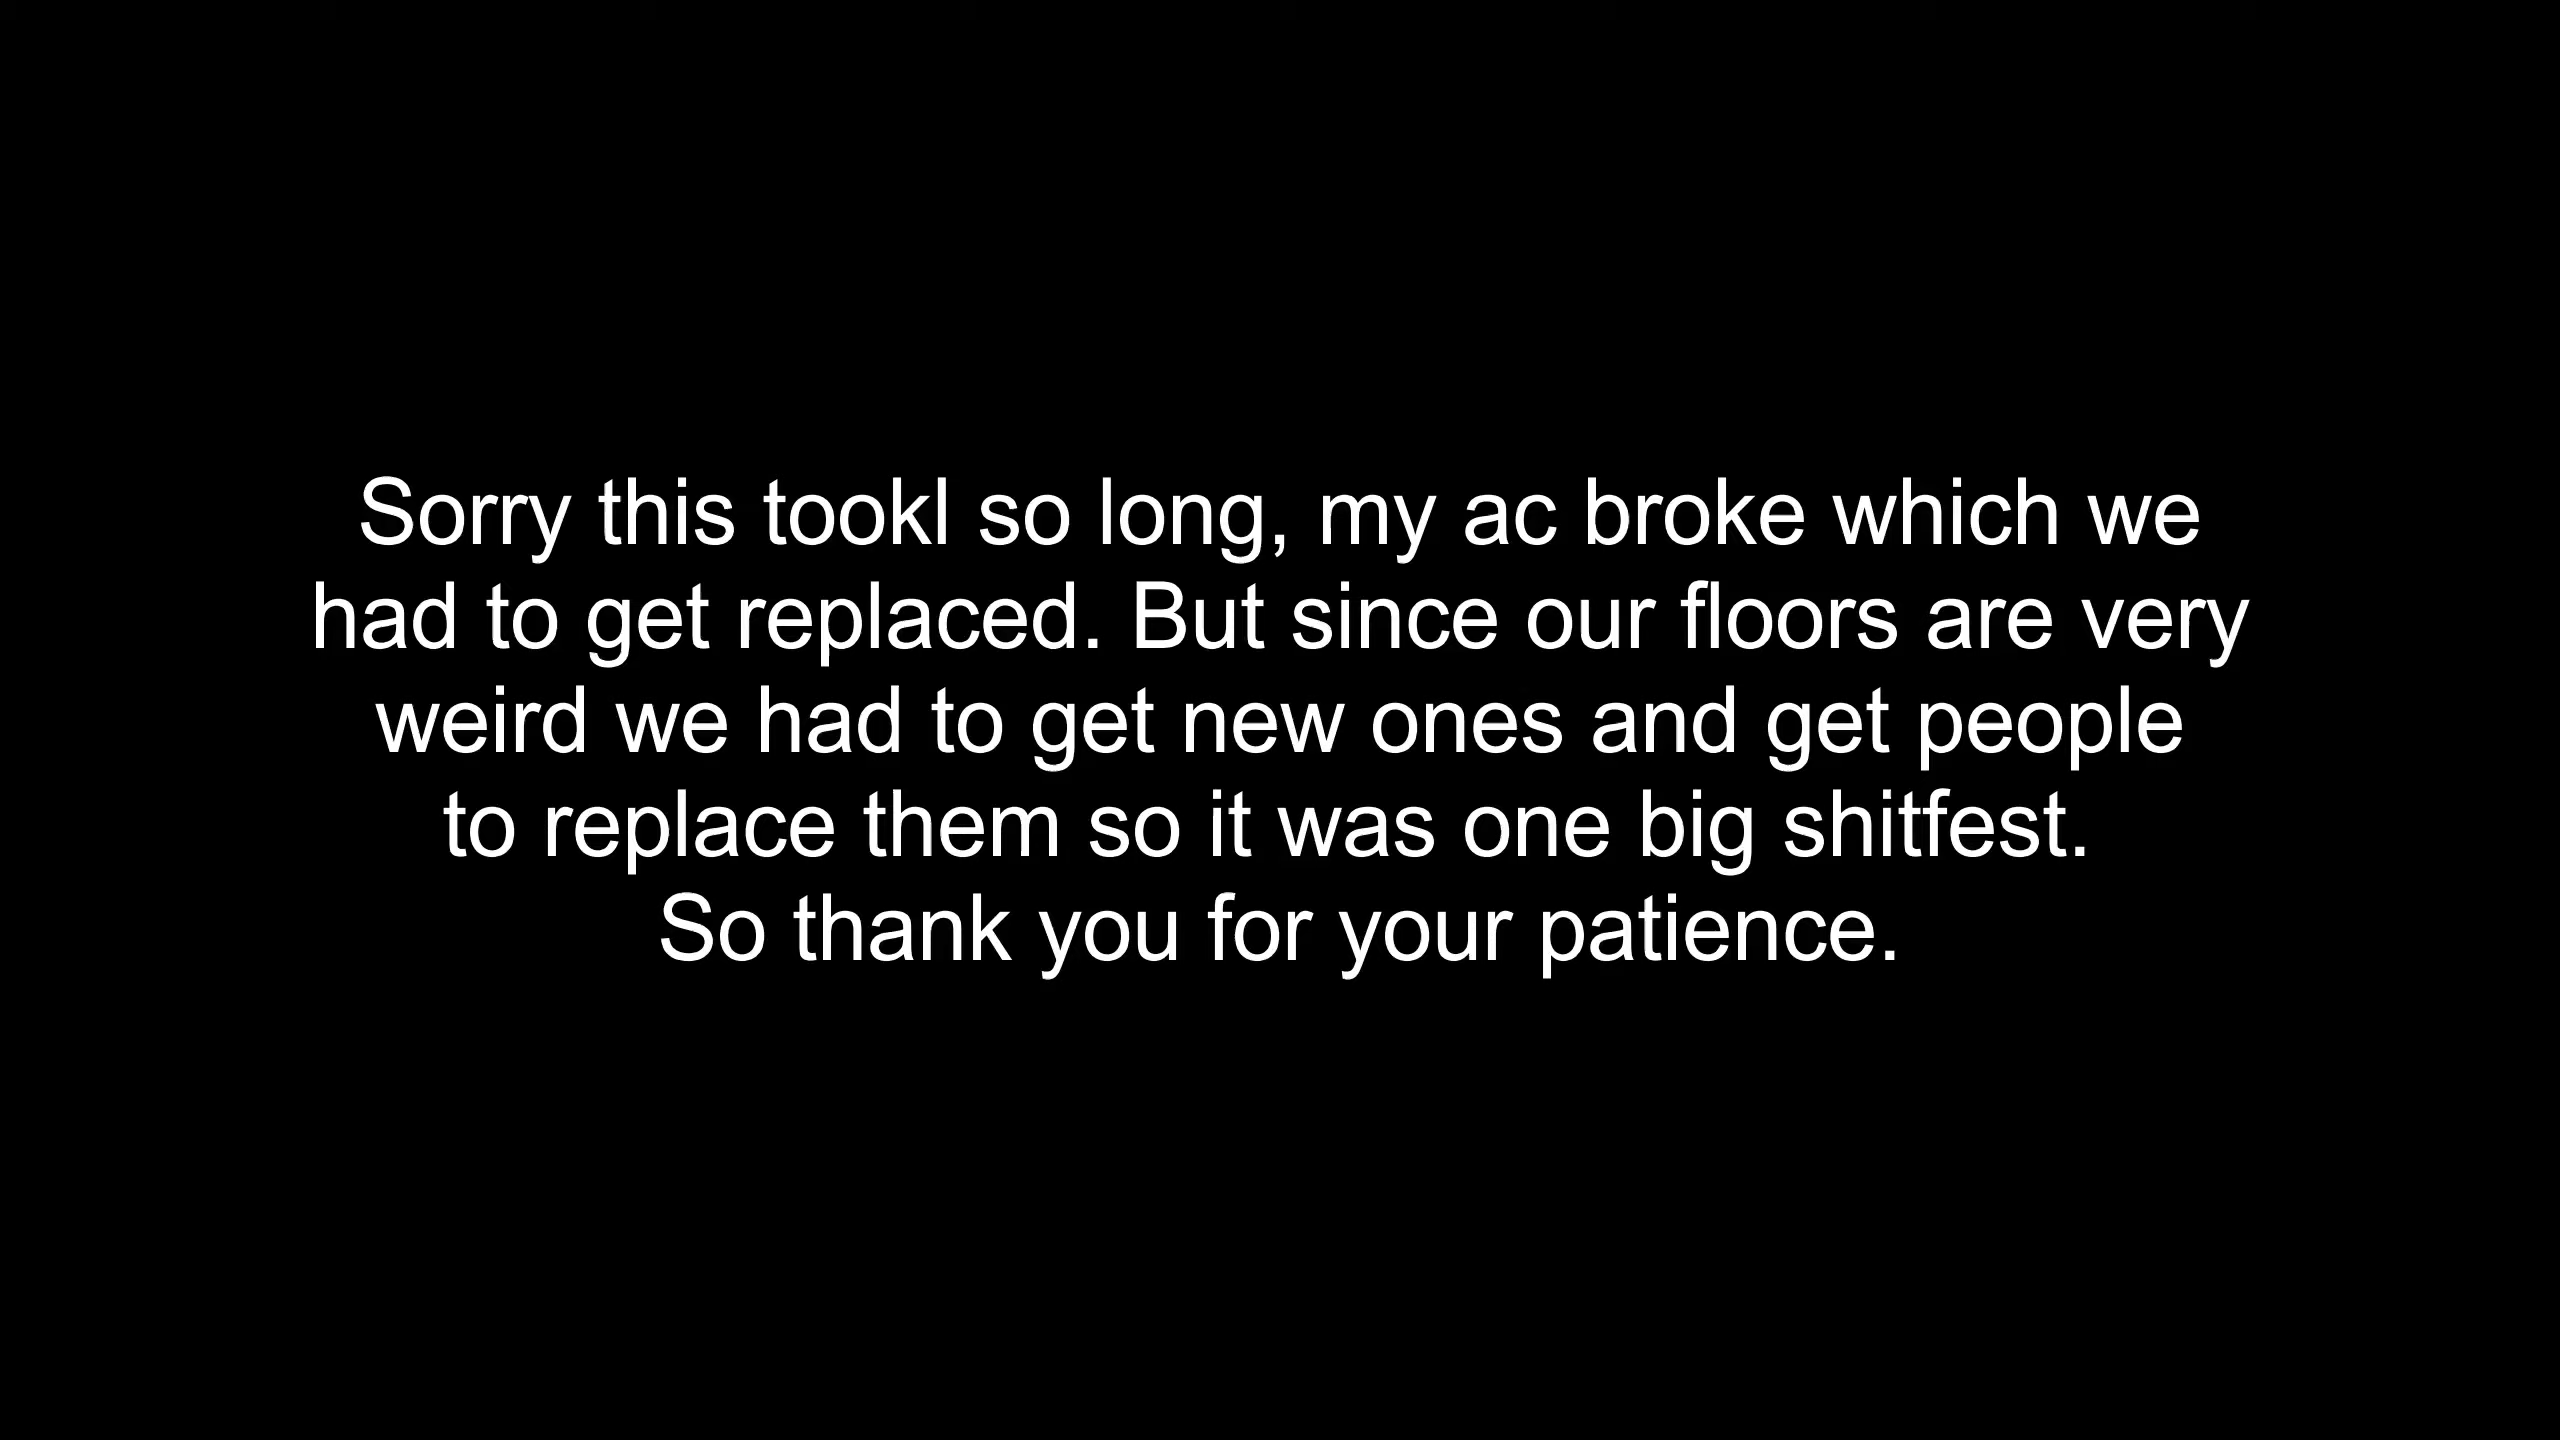 Sorry this tookl so long, my ac broke which we
had to get replaced. But since our floors are very
weird we had to get new ones and get people
to replace them so it was one big shitfest.
So thank you for your patience.